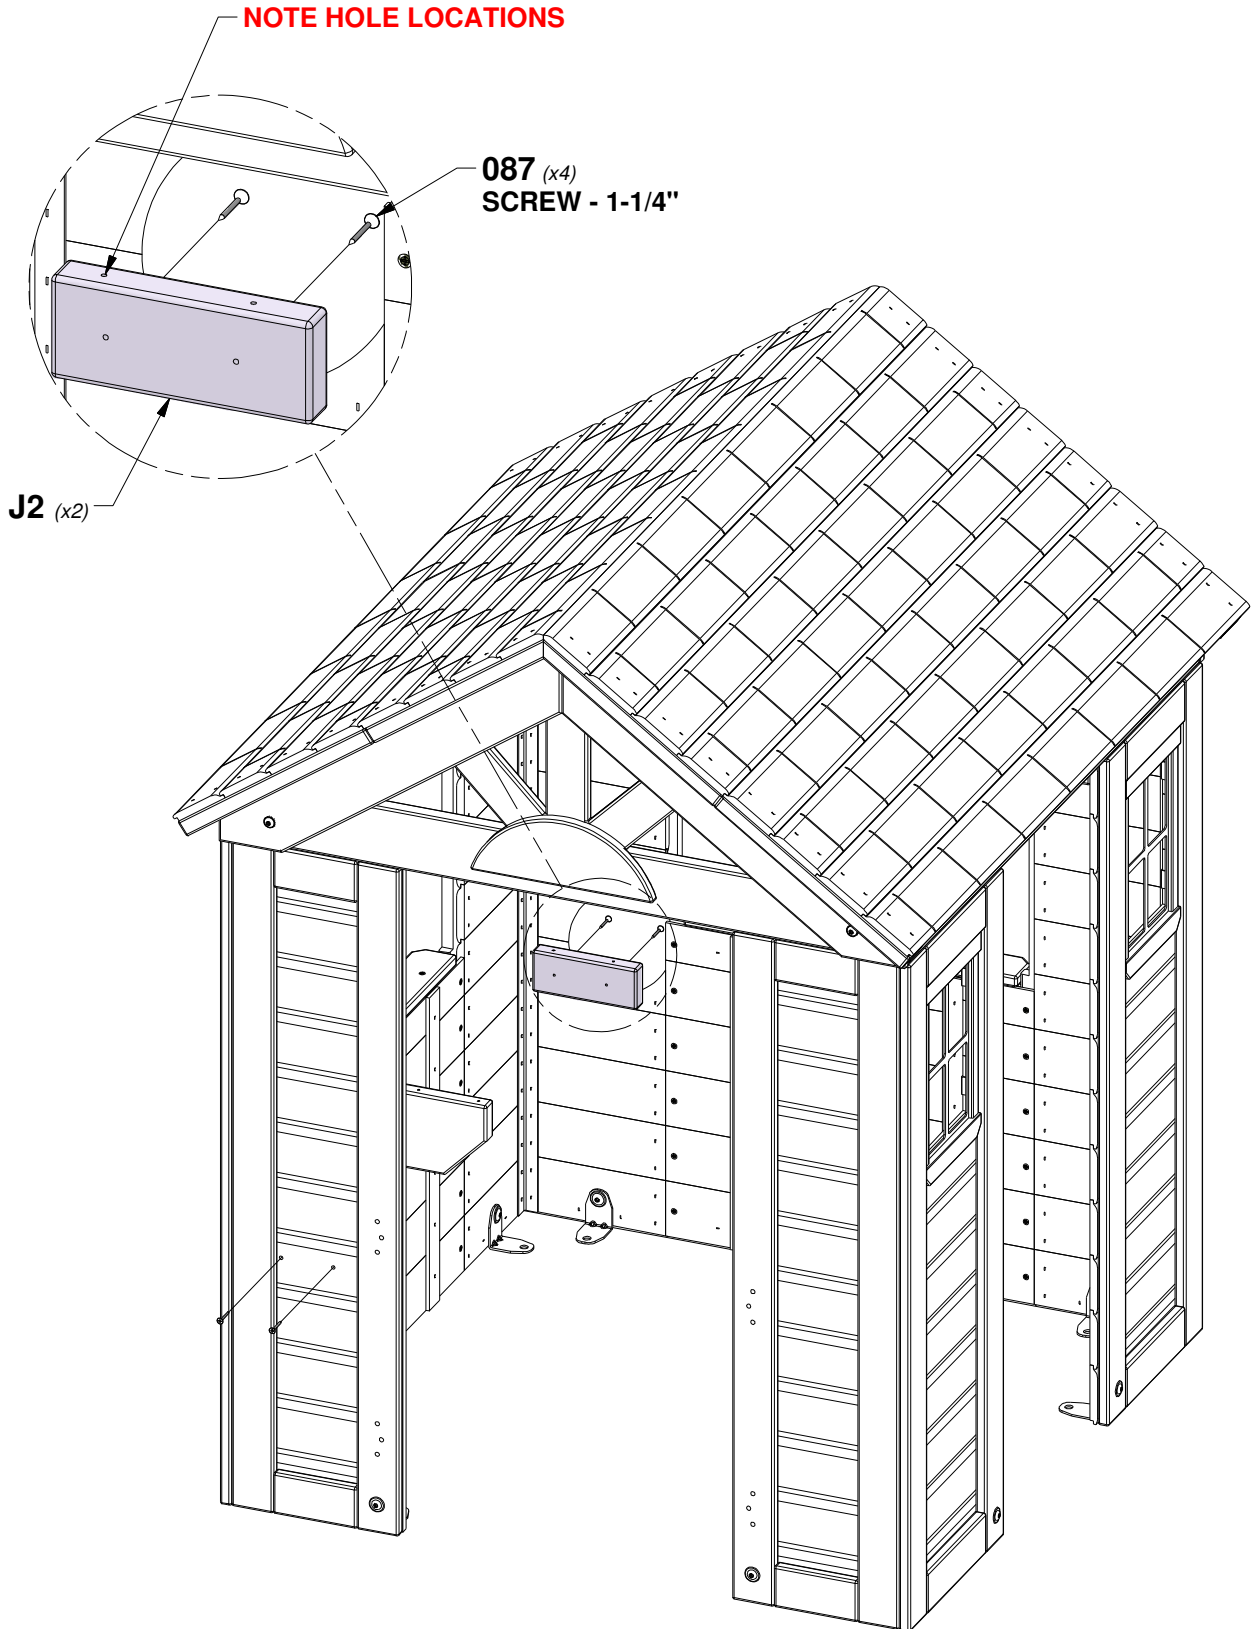 NOTE HOLE LOCATIONS
087 (x4)
SCREW - 1-1/4"
J2 (x2)